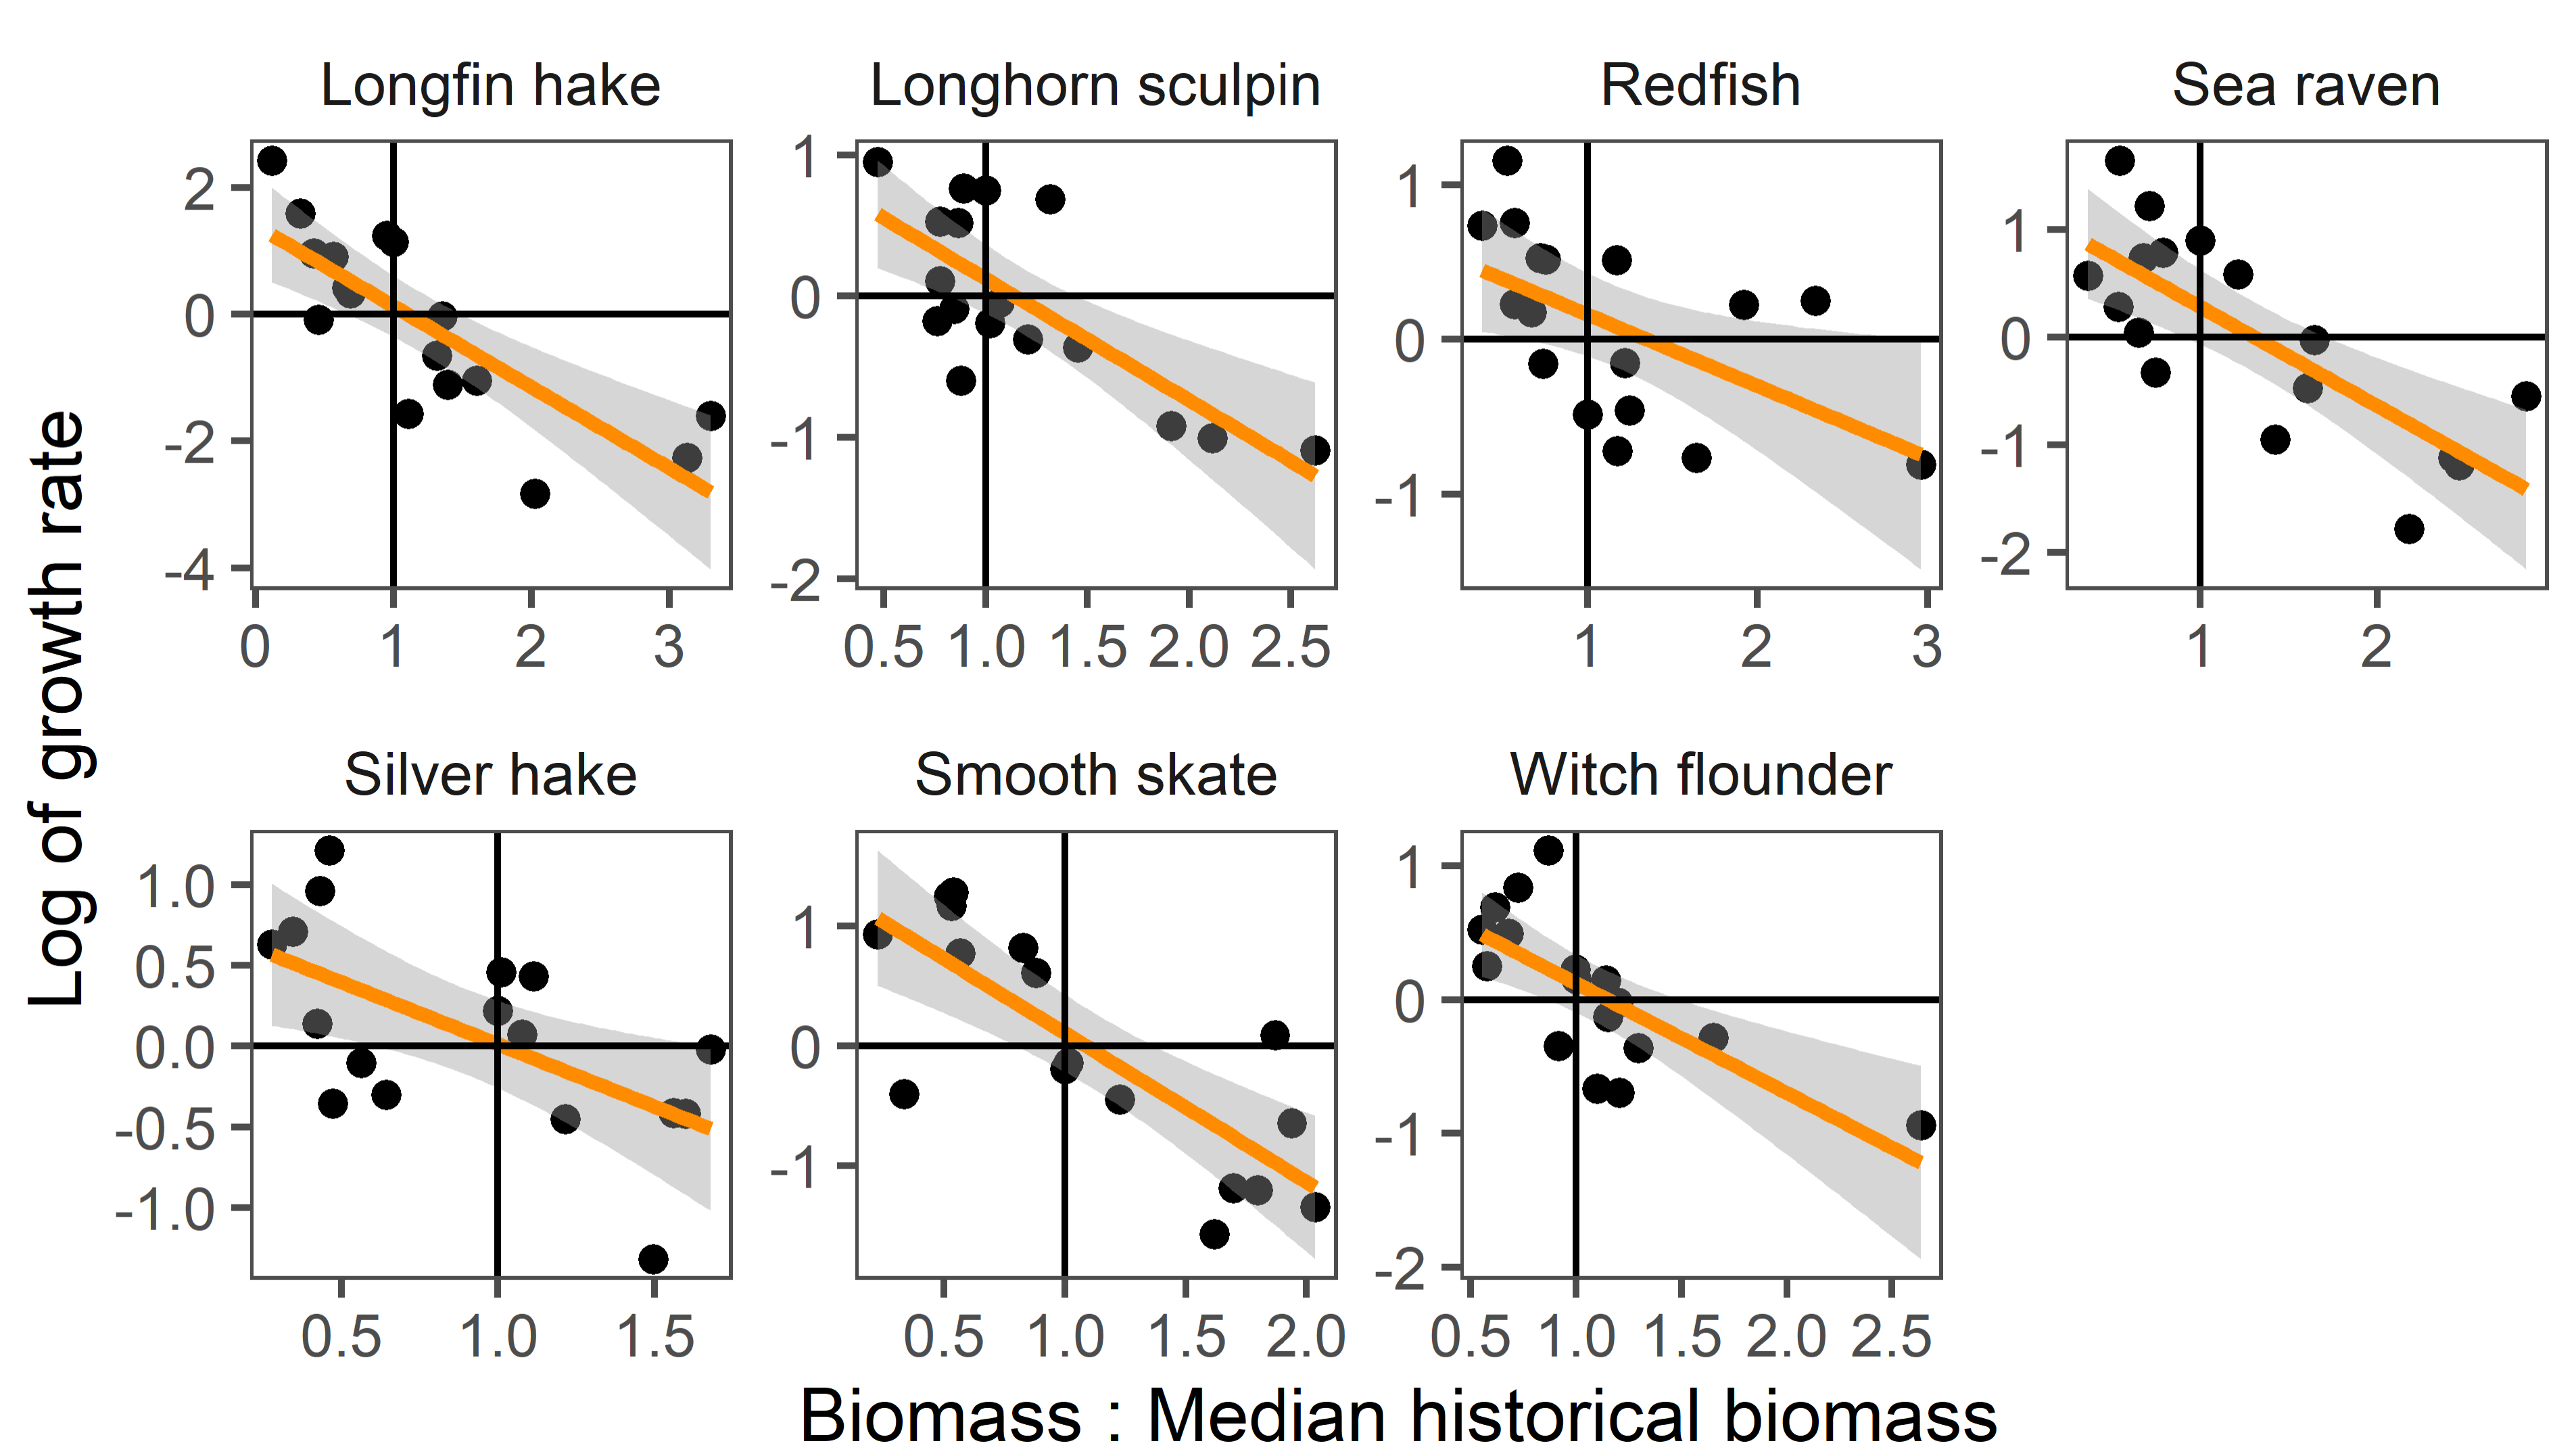 Longfin hake
Longhorn sculpin
Redfish
Sea raven
2
0
-2
-4
0 1 2 3
1
0
-1
-2
0.5 1.0 1.5 2.0 2.5
1
0
-1
1 2 3
1
0
-1
-2
1 2
Log of growth rate
Silver hake
Smooth skate
Witch flounder
1.0
0.5
0.0
-0.5
-1.0
0.5 1.0 1.5
1
0
-1
0.5 1.0 1.5 2.0
1
0
-1
-2
0.5 1.0 1.5 2.0 2.5
Biomass : Median historical biomass